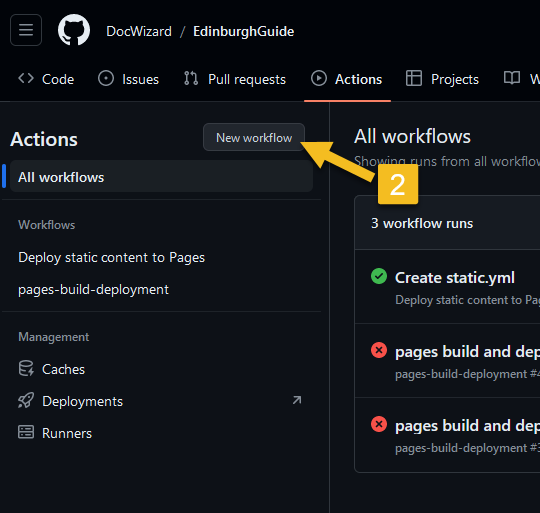 DocWizard / EdinburghGuide
Code Issues Pull requests Actions Projects W
Actions
New workflow
All workflows
Workflows
Deploy static content to Pages
pages-build-deployment
Management
Caches
Deployments
Runners
2
All workflows
Showing runs from all workflow
3 workflow runs
Create static.yml
Deploy static content to Pag
pages build and dep
pages-build-deployment #4
pages build and dep
pages-build-deployment #3